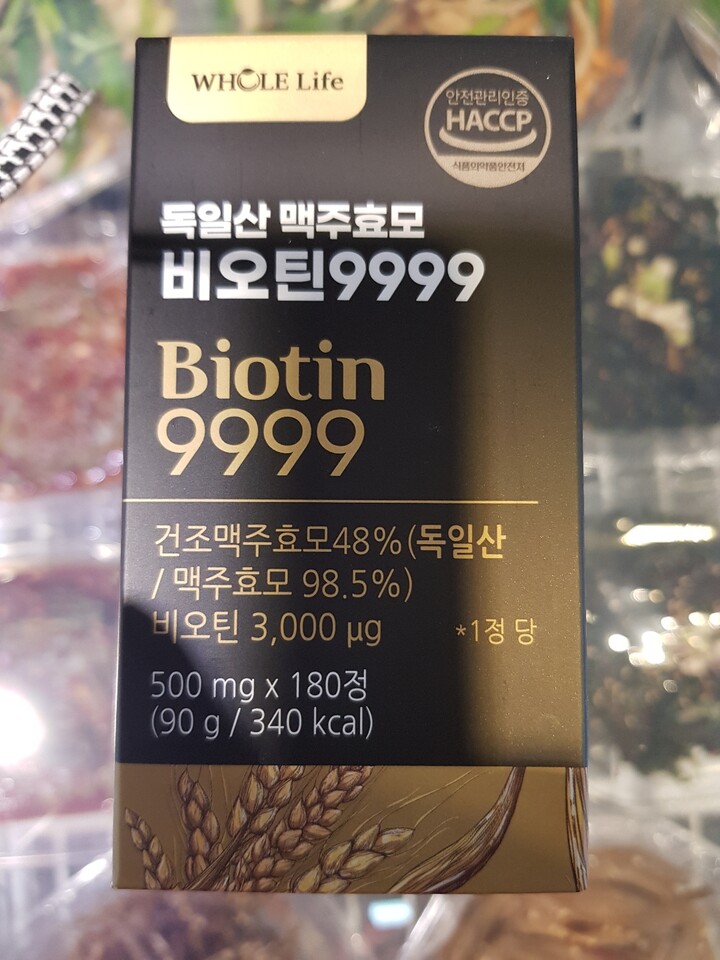 WHOLE Life
안전관리인증
HACCP
식품의약품안전처
독일산 맥주효모
비오틴9999
Biotin
9999
건조맥주효모48%(독일산
/ 맥주효모 98.5%)
비오틴 3,000 µg *1정 당
500 mg x 180정
(90 g / 340 kcal)